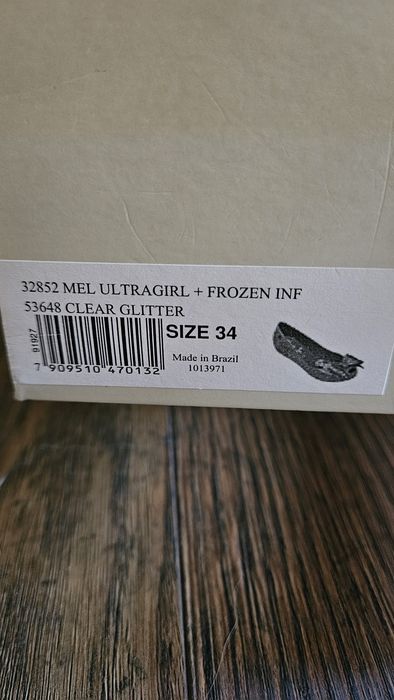 32852 MEL ULTRAGIRL + FROZEN INF
53648 CLEAR GLITTER
91927
SIZE 34
Made in Brazil
1013971
7 909510 470132